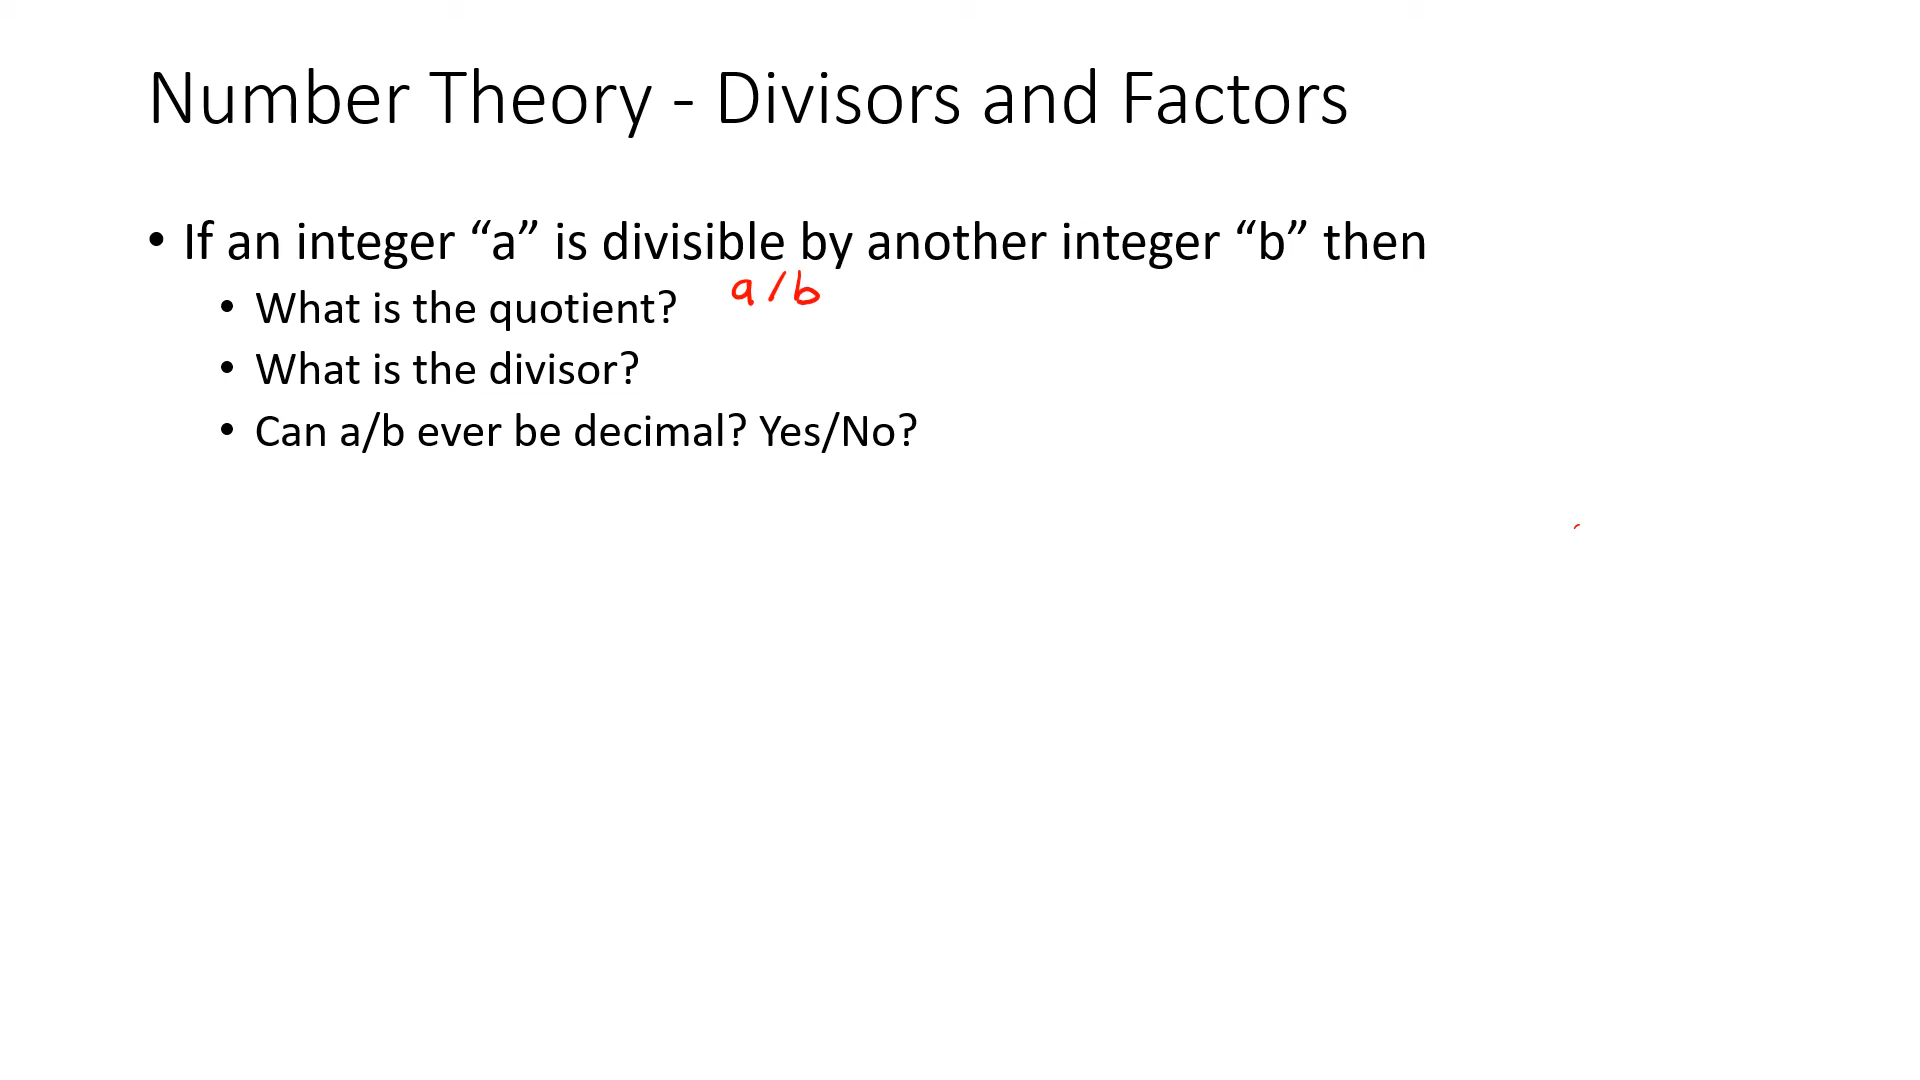 Number Theory - Divisors and Factors
• If an integer “a” is divisible by another integer “b” then
• What is the quotient? a/b
• What is the divisor?
• Can a/b ever be decimal? Yes/No?